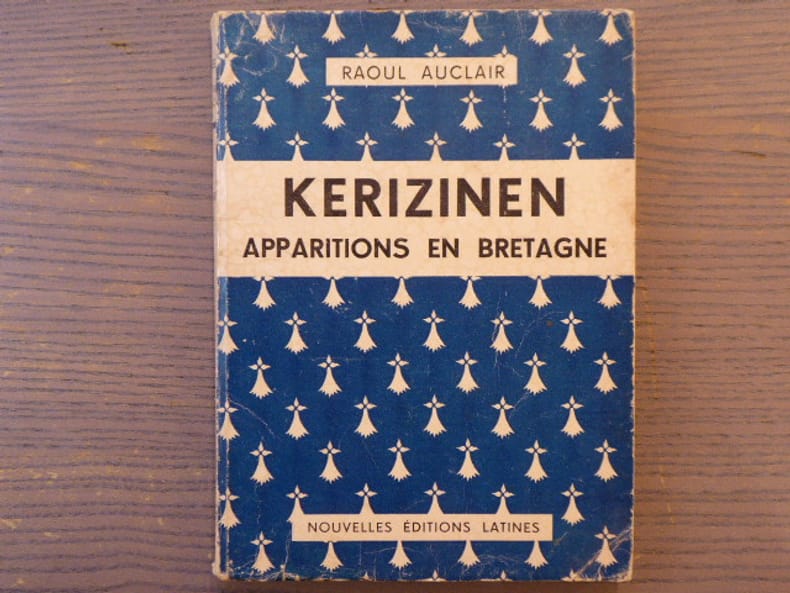 RAOUL AUCLAIR
KERIZINEN
APPARITIONS EN BRETAGNE
NOUVELLES ÉDITIONS LATINES